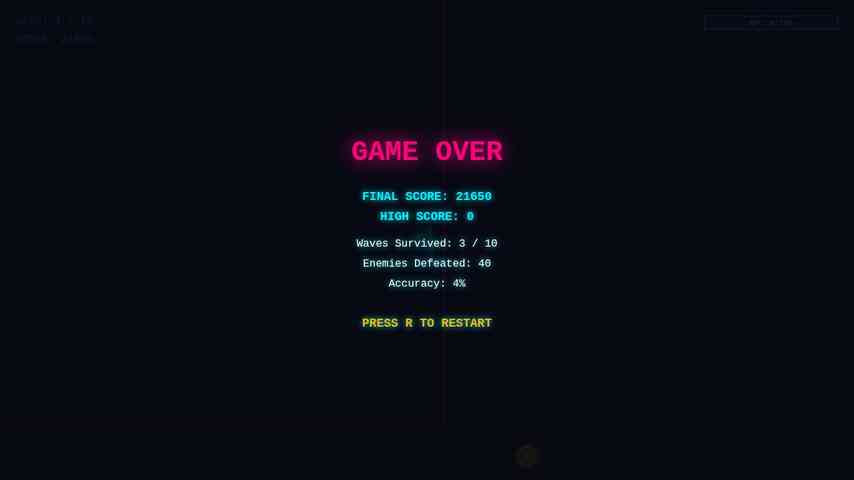 GAME OVER
FINAL SCORE: 21650
HIGH SCORE: 0
Waves Survived: 3 / 10
Enemies Defeated: 40
Accuracy: 4%
PRESS R TO RESTART